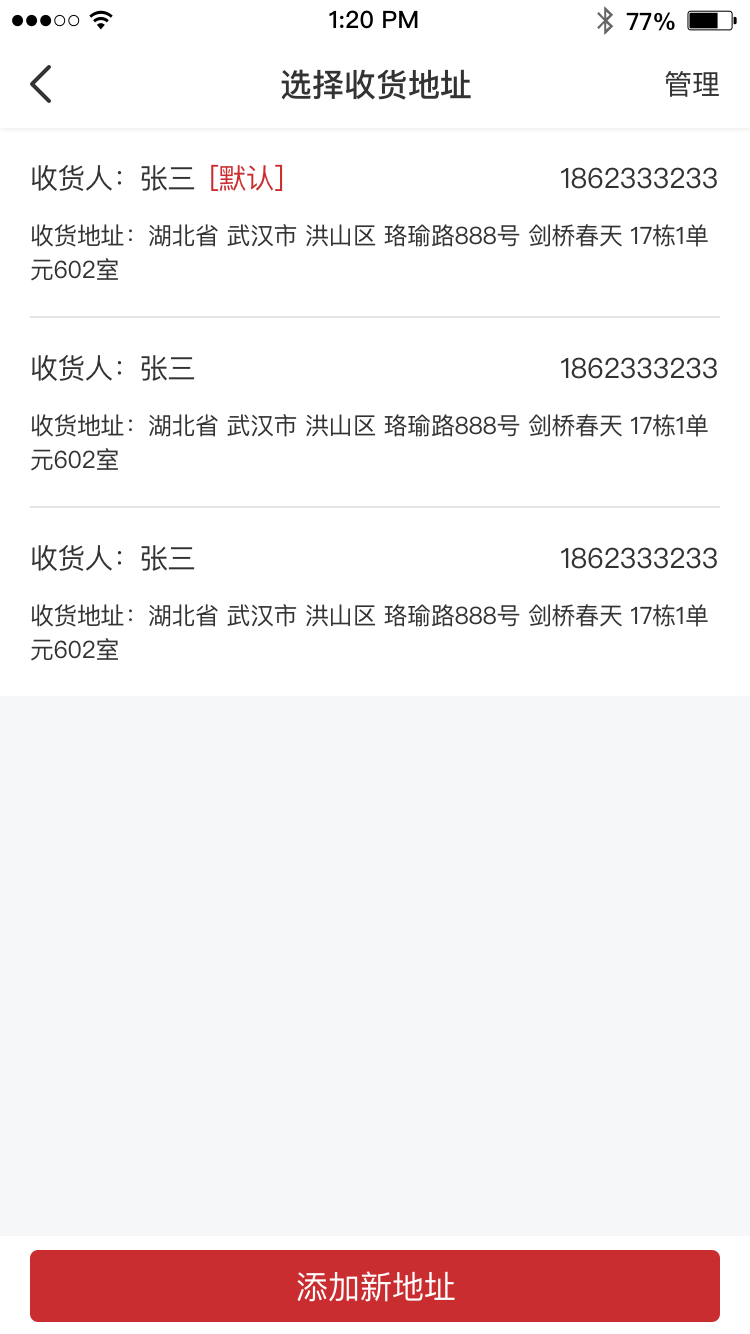 1:20 PM 77%
选择收货地址 管理
收货人：张三 [默认] 1862333233
收货地址：湖北省 武汉市 洪山区 珞瑜路888号 剑桥春天 17栋1单
元602室
收货人：张三 1862333233
收货地址：湖北省 武汉市 洪山区 珞瑜路888号 剑桥春天 17栋1单
元602室
收货人：张三 1862333233
收货地址：湖北省 武汉市 洪山区 珞瑜路888号 剑桥春天 17栋1单
元602室
添加新地址